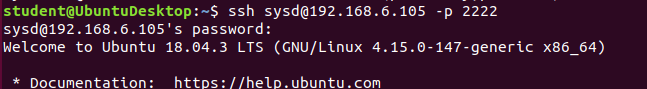 student@UbuntuDesktop:~$ ssh sysd@192.168.6.105 -p 2222
sysd@192.168.6.105's password:
Welcome to Ubuntu 18.04.3 LTS (GNU/Linux 4.15.0-147-generic x86_64)
* Documentation:  https://help.ubuntu.com